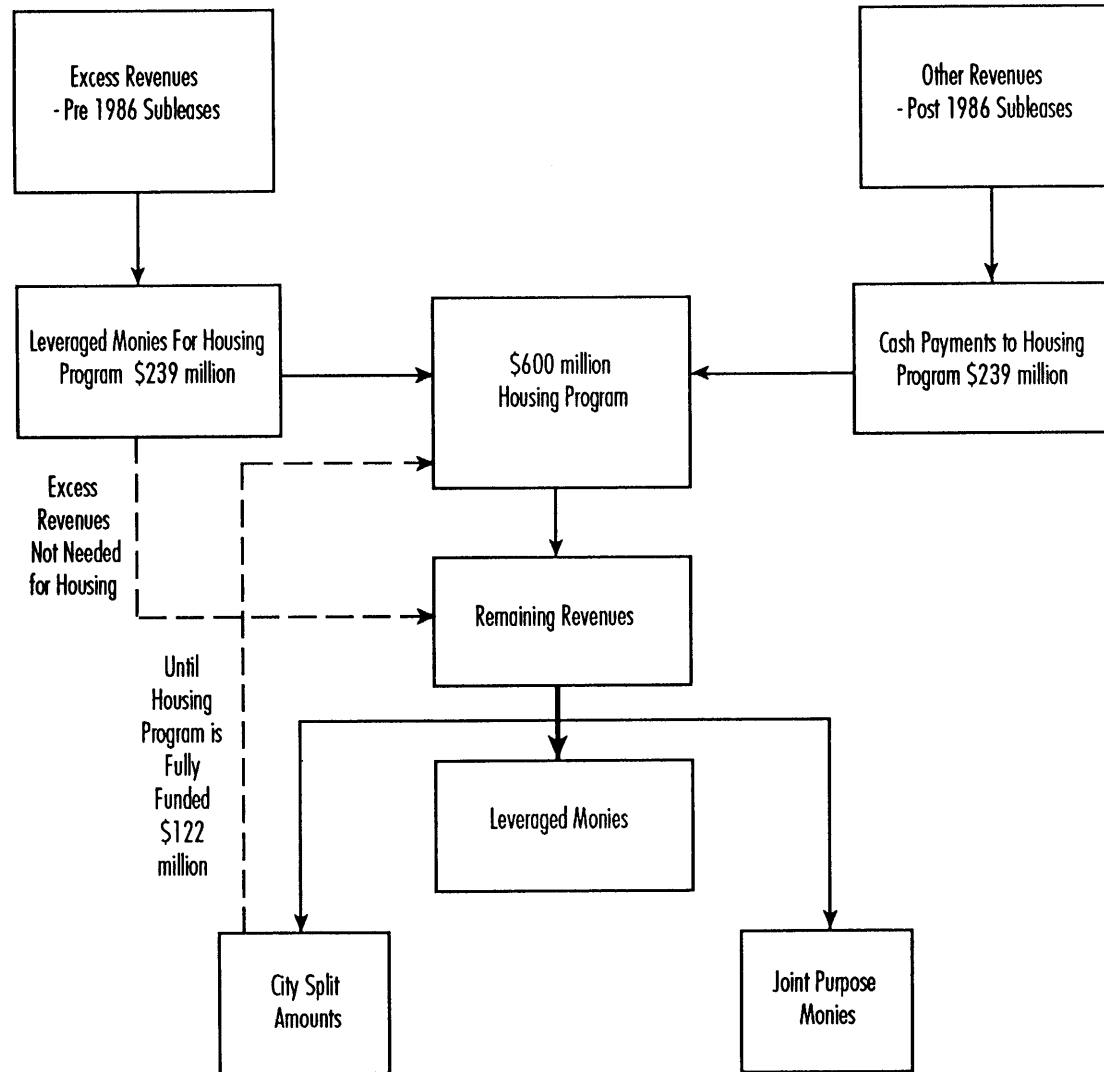 Excess Revenues
- Pre 1986 Subleases
Other Revenues
- Post 1986 Subleases
Leveraged Monies For Housing
Program $239 million
$600 million
Housing Program
Cash Payments to Housing
Program $239 million
Excess
Revenues
Not Needed
for Housing
Remaining Revenues
Until
Housing
Program is
Fully
Funded
$122
million
Leveraged Monies
City Split
Amounts
Joint Purpose
Monies